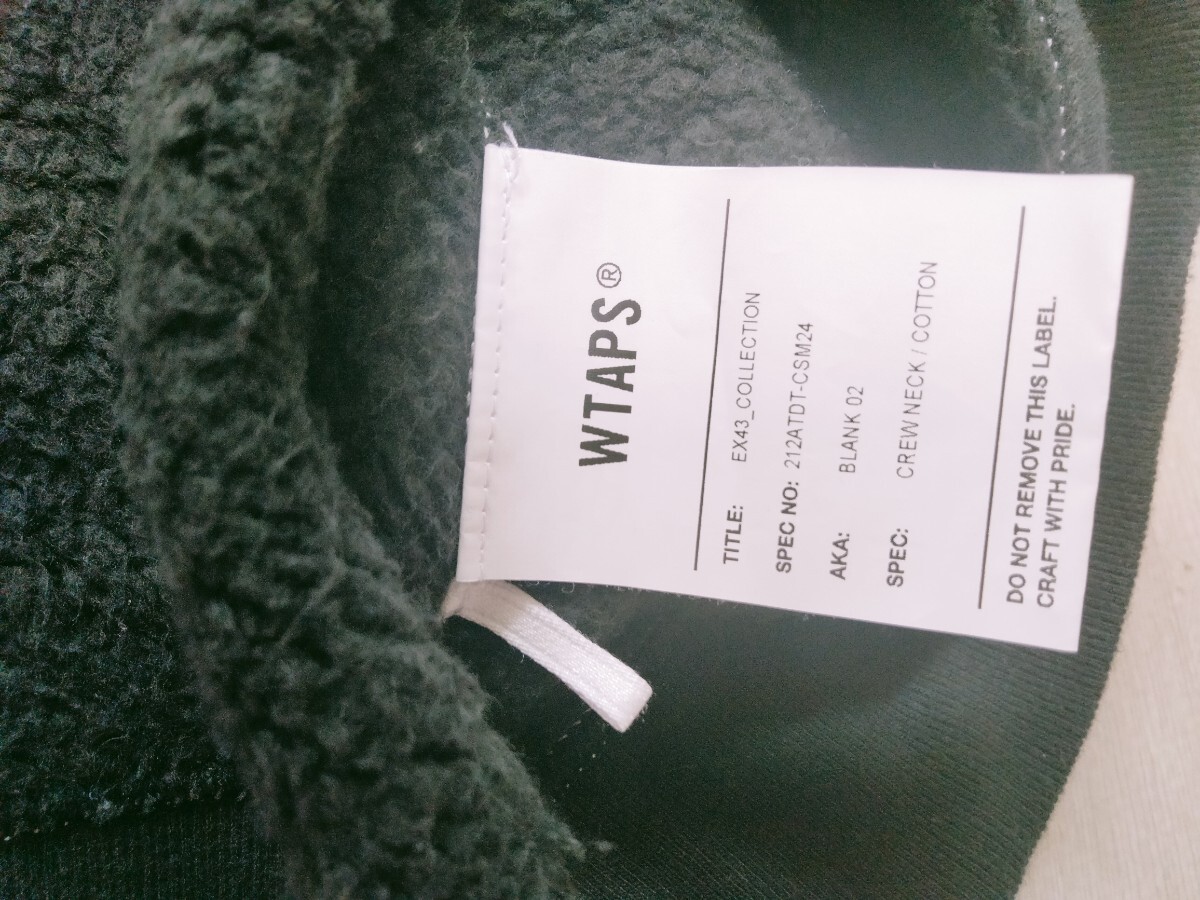 WTAPS®
TITLE: EX43_COLLECTION
SPEC NO: 212ATDT-CSM24
AKA: BLANK 02
SPEC: CREW NECK / COTTON
DO NOT REMOVE THIS LABEL.
CRAFT WITH PRIDE.